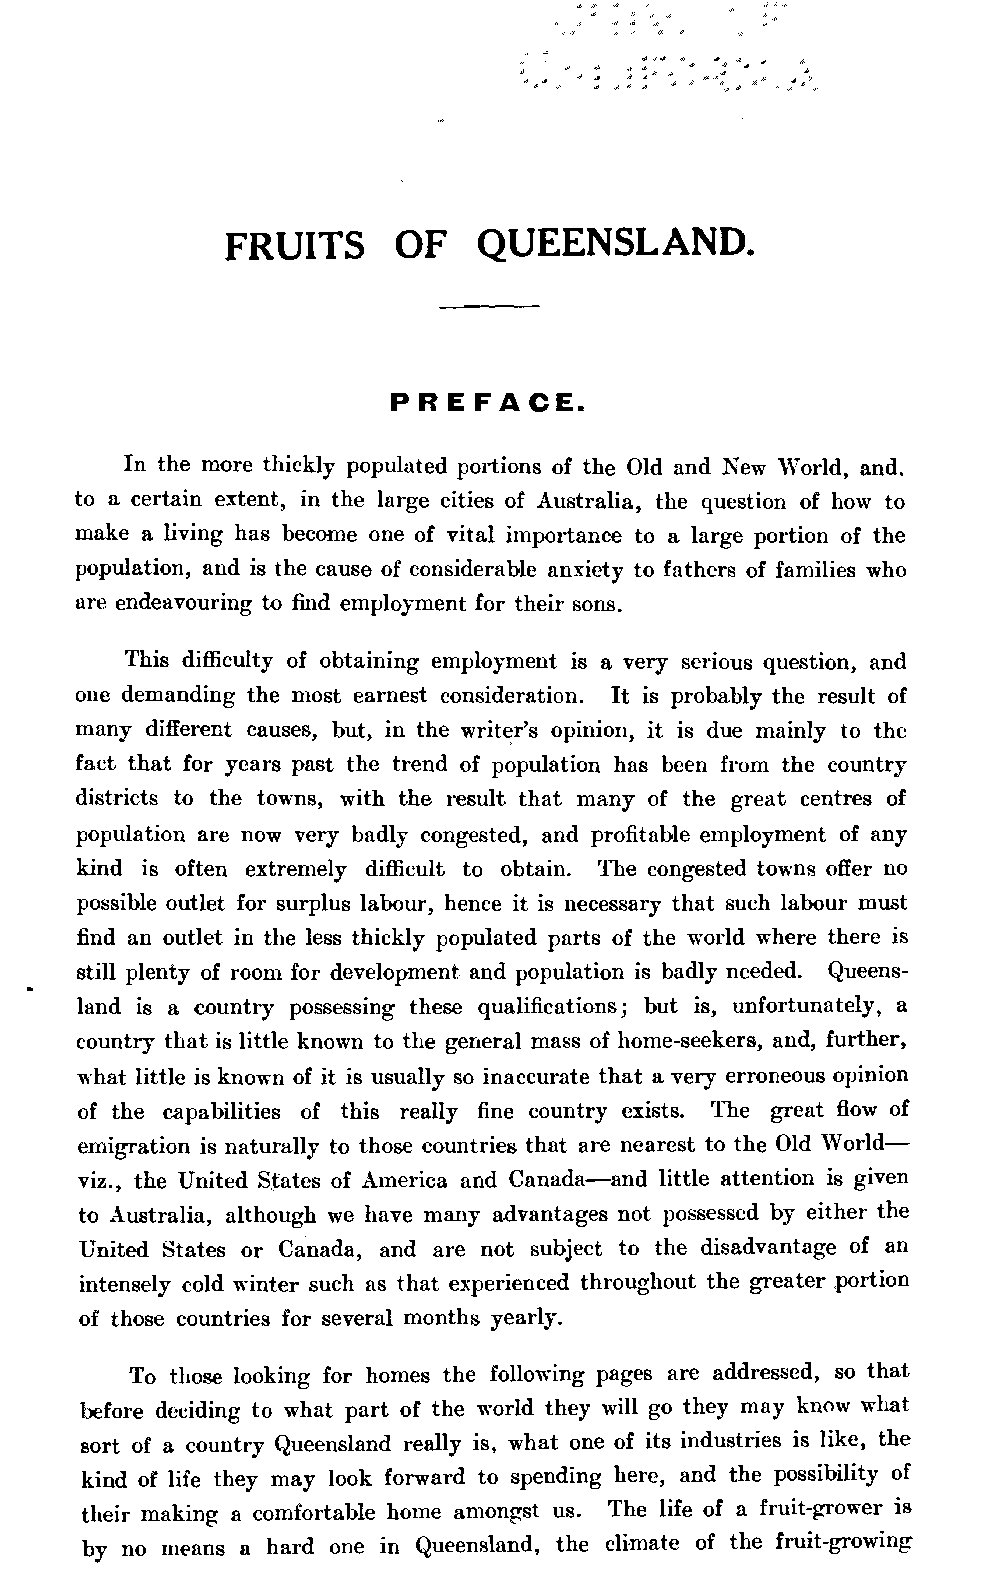 UNIV. OF
CALIFORNIA
FRUITS OF QUEENSLAND.
PREFACE.
In the more thickly populated portions of the Old and New World, and,
to a certain extent, in the large cities of Australia, the question of how to
make a living has become one of vital importance to a large portion of the
population, and is the cause of considerable anxiety to fathers of families who
are endeavouring to find employment for their sons.
This difficulty of obtaining employment is a very serious question, and
one demanding the most earnest consideration. It is probably the result of
many different causes, but, in the writer's opinion, it is due mainly to the
fact that for years past the trend of population has been from the country
districts to the towns, with the result that many of the great centres of
population are now very badly congested, and profitable employment of any
kind is often extremely difficult to obtain. The congested towns offer no
possible outlet for surplus labour, hence it is necessary that such labour must
find an outlet in the less thickly populated parts of the world where there is
still plenty of room for development and population is badly needed. Queens-
land is a country possessing these qualifications; but is, unfortunately, a
country that is little known to the general mass of home-seekers, and, further,
what little is known of it is usually so inaccurate that a very erroneous opinion
of the capabilities of this really fine country exists. The great flow of
emigration is naturally to those countries that are nearest to the Old World—
viz., the United States of America and Canada—and little attention is given
to Australia, although we have many advantages not possessed by either the
United States or Canada, and are not subject to the disadvantage of an
intensely cold winter such as that experienced throughout the greater portion
of those countries for several months yearly.
To those looking for homes the following pages are addressed, so that
before deciding to what part of the world they will go they may know what
sort of a country Queensland really is, what one of its industries is like, the
kind of life they may look forward to spending here, and the possibility of
their making a comfortable home amongst us. The life of a fruit-grower is
by no means a hard one in Queensland, the climate of the fruit-growing